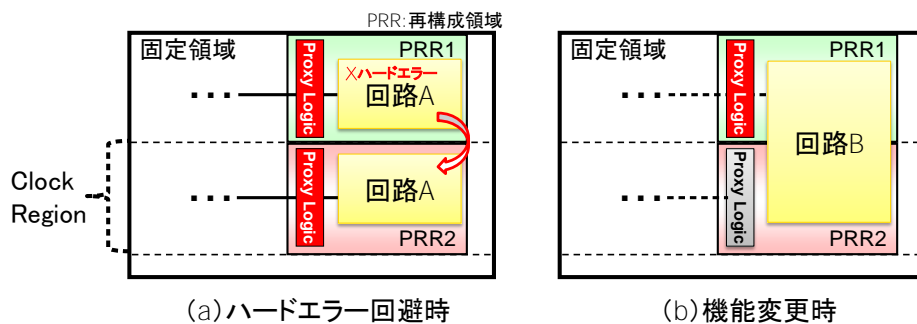 PRR:再構成領域
固定領域
PRR1
Proxy Logic
×ハードエラー
回路A
...
Clock
Region
Proxy Logic
回路A
...
PRR2
(a)ハードエラー回避時
固定領域
PRR1
Proxy Logic
...
回路B
Proxy Logic
...
PRR2
(b)機能変更時